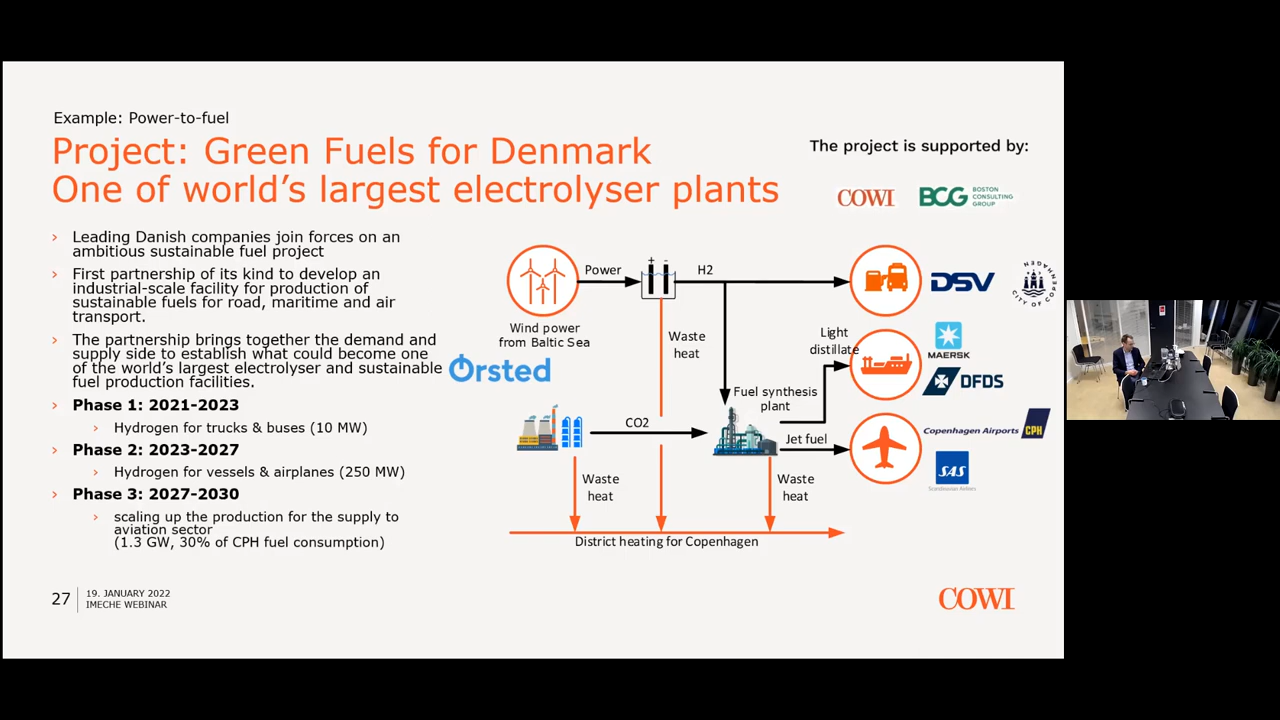 Example: Power-to-fuel
Project: Green Fuels for Denmark
One of world's largest electrolyser plants
The project is supported by:
COWI
BCG
BOSTON
CONSULTING
GROUP
› Leading Danish companies join forces on an
ambitious sustainable fuel project
› First partnership of its kind to develop an
industrial-scale facility for production of
sustainable fuels for road, maritime and air
transport.
› The partnership brings together the demand and
supply side to establish what could become one
of the world's largest electrolyser and sustainable
fuel production facilities.
› Phase 1: 2021-2023
› Hydrogen for trucks & buses (10 MW)
› Phase 2: 2023-2027
› Hydrogen for vessels & airplanes (250 MW)
› Phase 3: 2027-2030
› scaling up the production for the supply to
aviation sector
(1.3 GW, 30% of CPH fuel consumption)
Power
+ -
H2
Wind power
from Baltic Sea
Waste
heat
Light
distillate
Ørsted
Fuel synthesis
plant
CO2
Jet fuel
Waste
heat
Waste
heat
District heating for Copenhagen
DSV
CITY OF COPENHAGEN
MAERSK
DFDS
Copenhagen Airports
CPH
SAS
Scandinavian Airlines
27
19. JANUARY 2022
IMECHE WEBINAR
COWI